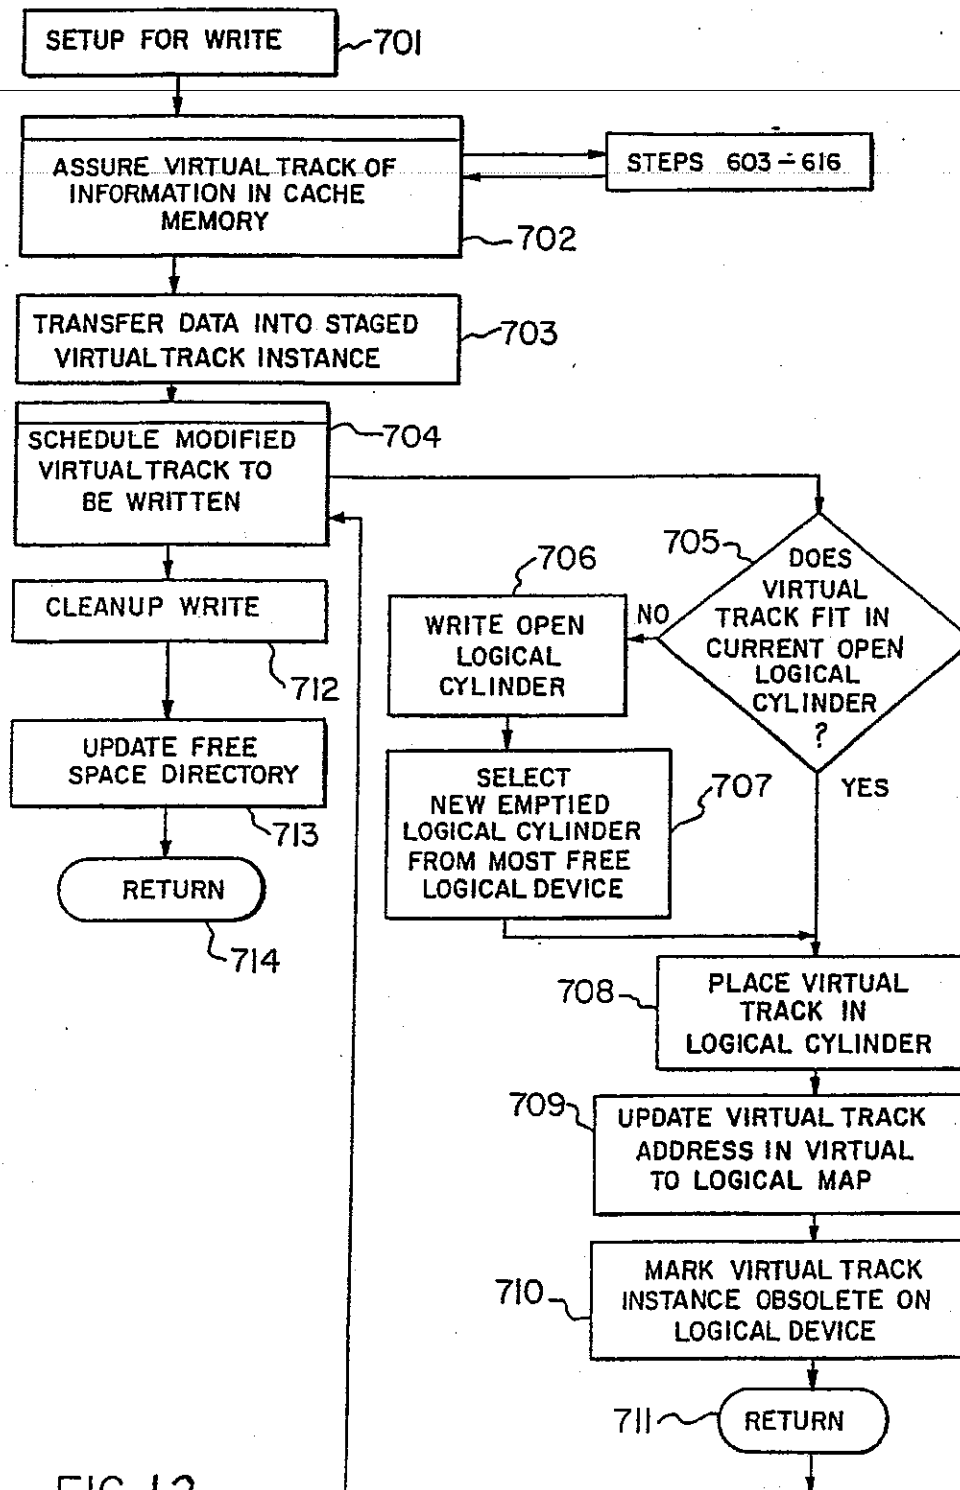 SETUP FOR WRITE
701
ASSURE VIRTUAL TRACK OF
INFORMATION IN CACHE
MEMORY
702
STEPS 603-616
TRANSFER DATA INTO STAGED
VIRTUAL TRACK INSTANCE
703
SCHEDULE MODIFIED
VIRTUAL TRACK TO
BE WRITTEN
704
CLEANUP WRITE
712
UPDATE FREE
SPACE DIRECTORY
713
RETURN
714
705
DOES
VIRTUAL
TRACK FIT IN
CURRENT OPEN
LOGICAL
CYLINDER
?
NO
YES
706
WRITE OPEN
LOGICAL
CYLINDER
707
SELECT
NEW EMPTIED
LOGICAL CYLINDER
FROM MOST FREE
LOGICAL DEVICE
708
PLACE VIRTUAL
TRACK IN
LOGICAL CYLINDER
709
UPDATE VIRTUAL TRACK
ADDRESS IN VIRTUAL
TO LOGICAL MAP
710
MARK VIRTUAL TRACK
INSTANCE OBSOLETE ON
LOGICAL DEVICE
711
RETURN